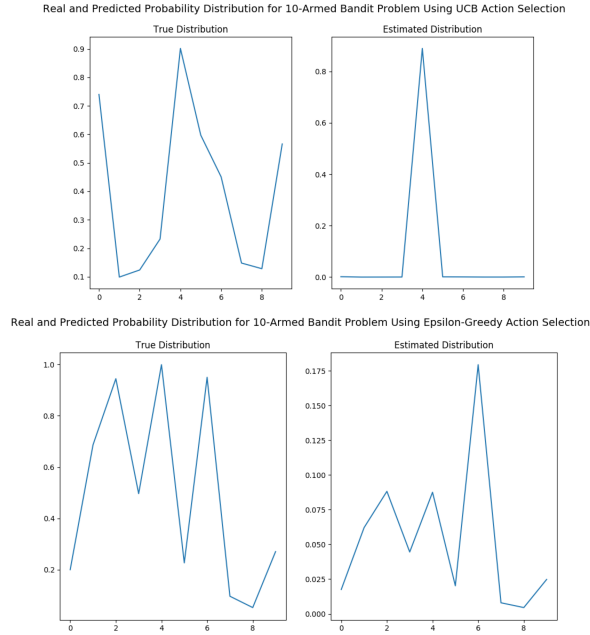 Real and Predicted Probability Distribution for 10-Armed Bandit Problem Using UCB Action Selection
True Distribution
Estimated Distribution
0.9
0.8
0.7
0.6
0.5
0.4
0.3
0.2
0.1
0 2 4 6 8
0.8
0.6
0.4
0.2
0.0
0 2 4 6 8
Real and Predicted Probability Distribution for 10-Armed Bandit Problem Using Epsilon-Greedy Action Selection
True Distribution
Estimated Distribution
1.0
0.8
0.6
0.4
0.2
0 2 4 6 8
0.175
0.150
0.125
0.100
0.075
0.050
0.025
0.000
0 2 4 6 8